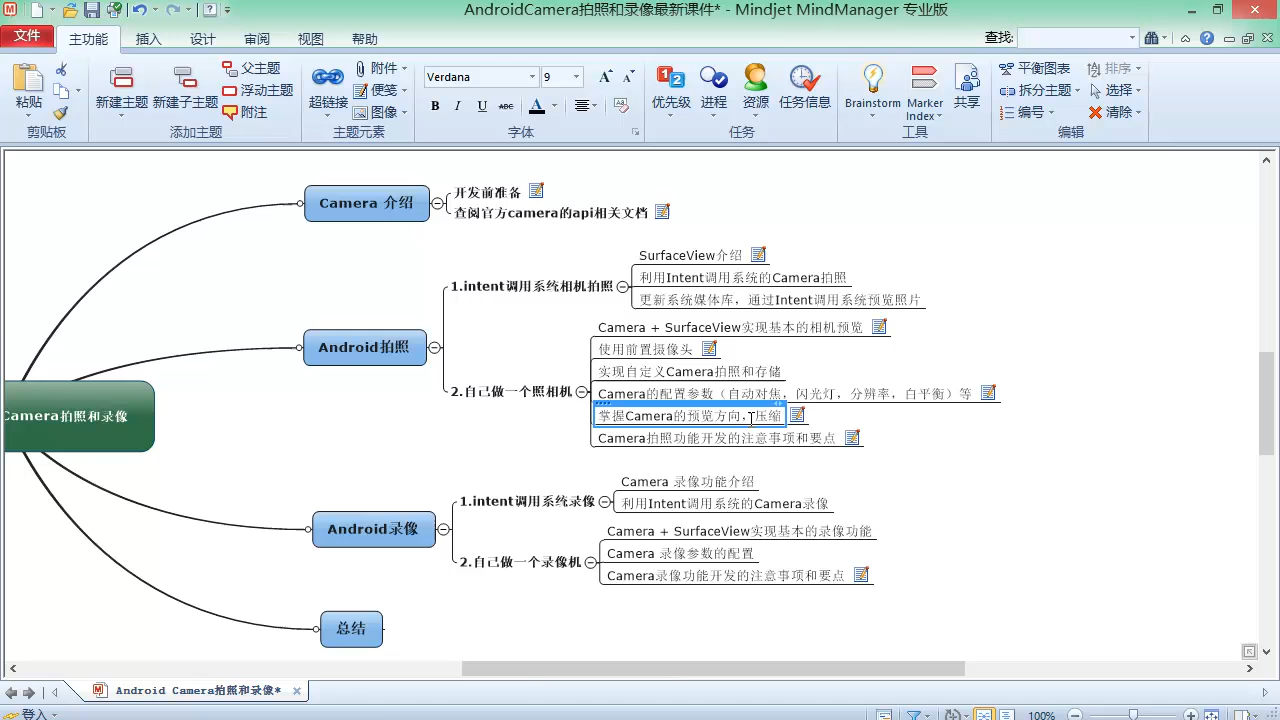 AndroidCamera拍照和录像最新课件* - Mindjet MindManager 专业版
文件 主功能 插入 设计 审阅 视图 帮助 查找:
粘贴
剪贴板
新建主题 新建子主题
父主题
浮动主题
附注
添加主题
超链接
附件
便笺
图像
主题元素
Verdana 9
B I U ABC A
字体
优先级 进程 资源 任务信息
任务
Brainstorm Marker Index 共享
工具
平衡图表 排序
拆分主题 选择
编号 清除
编辑
Camera拍照和录像
Camera 介绍
开发前准备
查阅官方camera的api相关文档
Android拍照
1.intent调用系统相机拍照
SurfaceView介绍
利用Intent调用系统的Camera拍照
更新系统媒体库，通过Intent调用系统预览照片
2.自己做一个照相机
Camera + SurfaceView实现基本的相机预览
使用前置摄像头
实现自定义Camera拍照和存储
Camera的配置参数（自动对焦，闪光灯，分辨率，白平衡）等
掌握Camera的预览方向，压缩
Camera拍照功能开发的注意事项和要点
Android录像
1.intent调用系统录像
Camera 录像功能介绍
利用Intent调用系统的Camera录像
2.自己做一个录像机
Camera + SurfaceView实现基本的录像功能
Camera 录像参数的配置
Camera录像功能开发的注意事项和要点
总结
Android Camera拍照和录像*
登入 100%